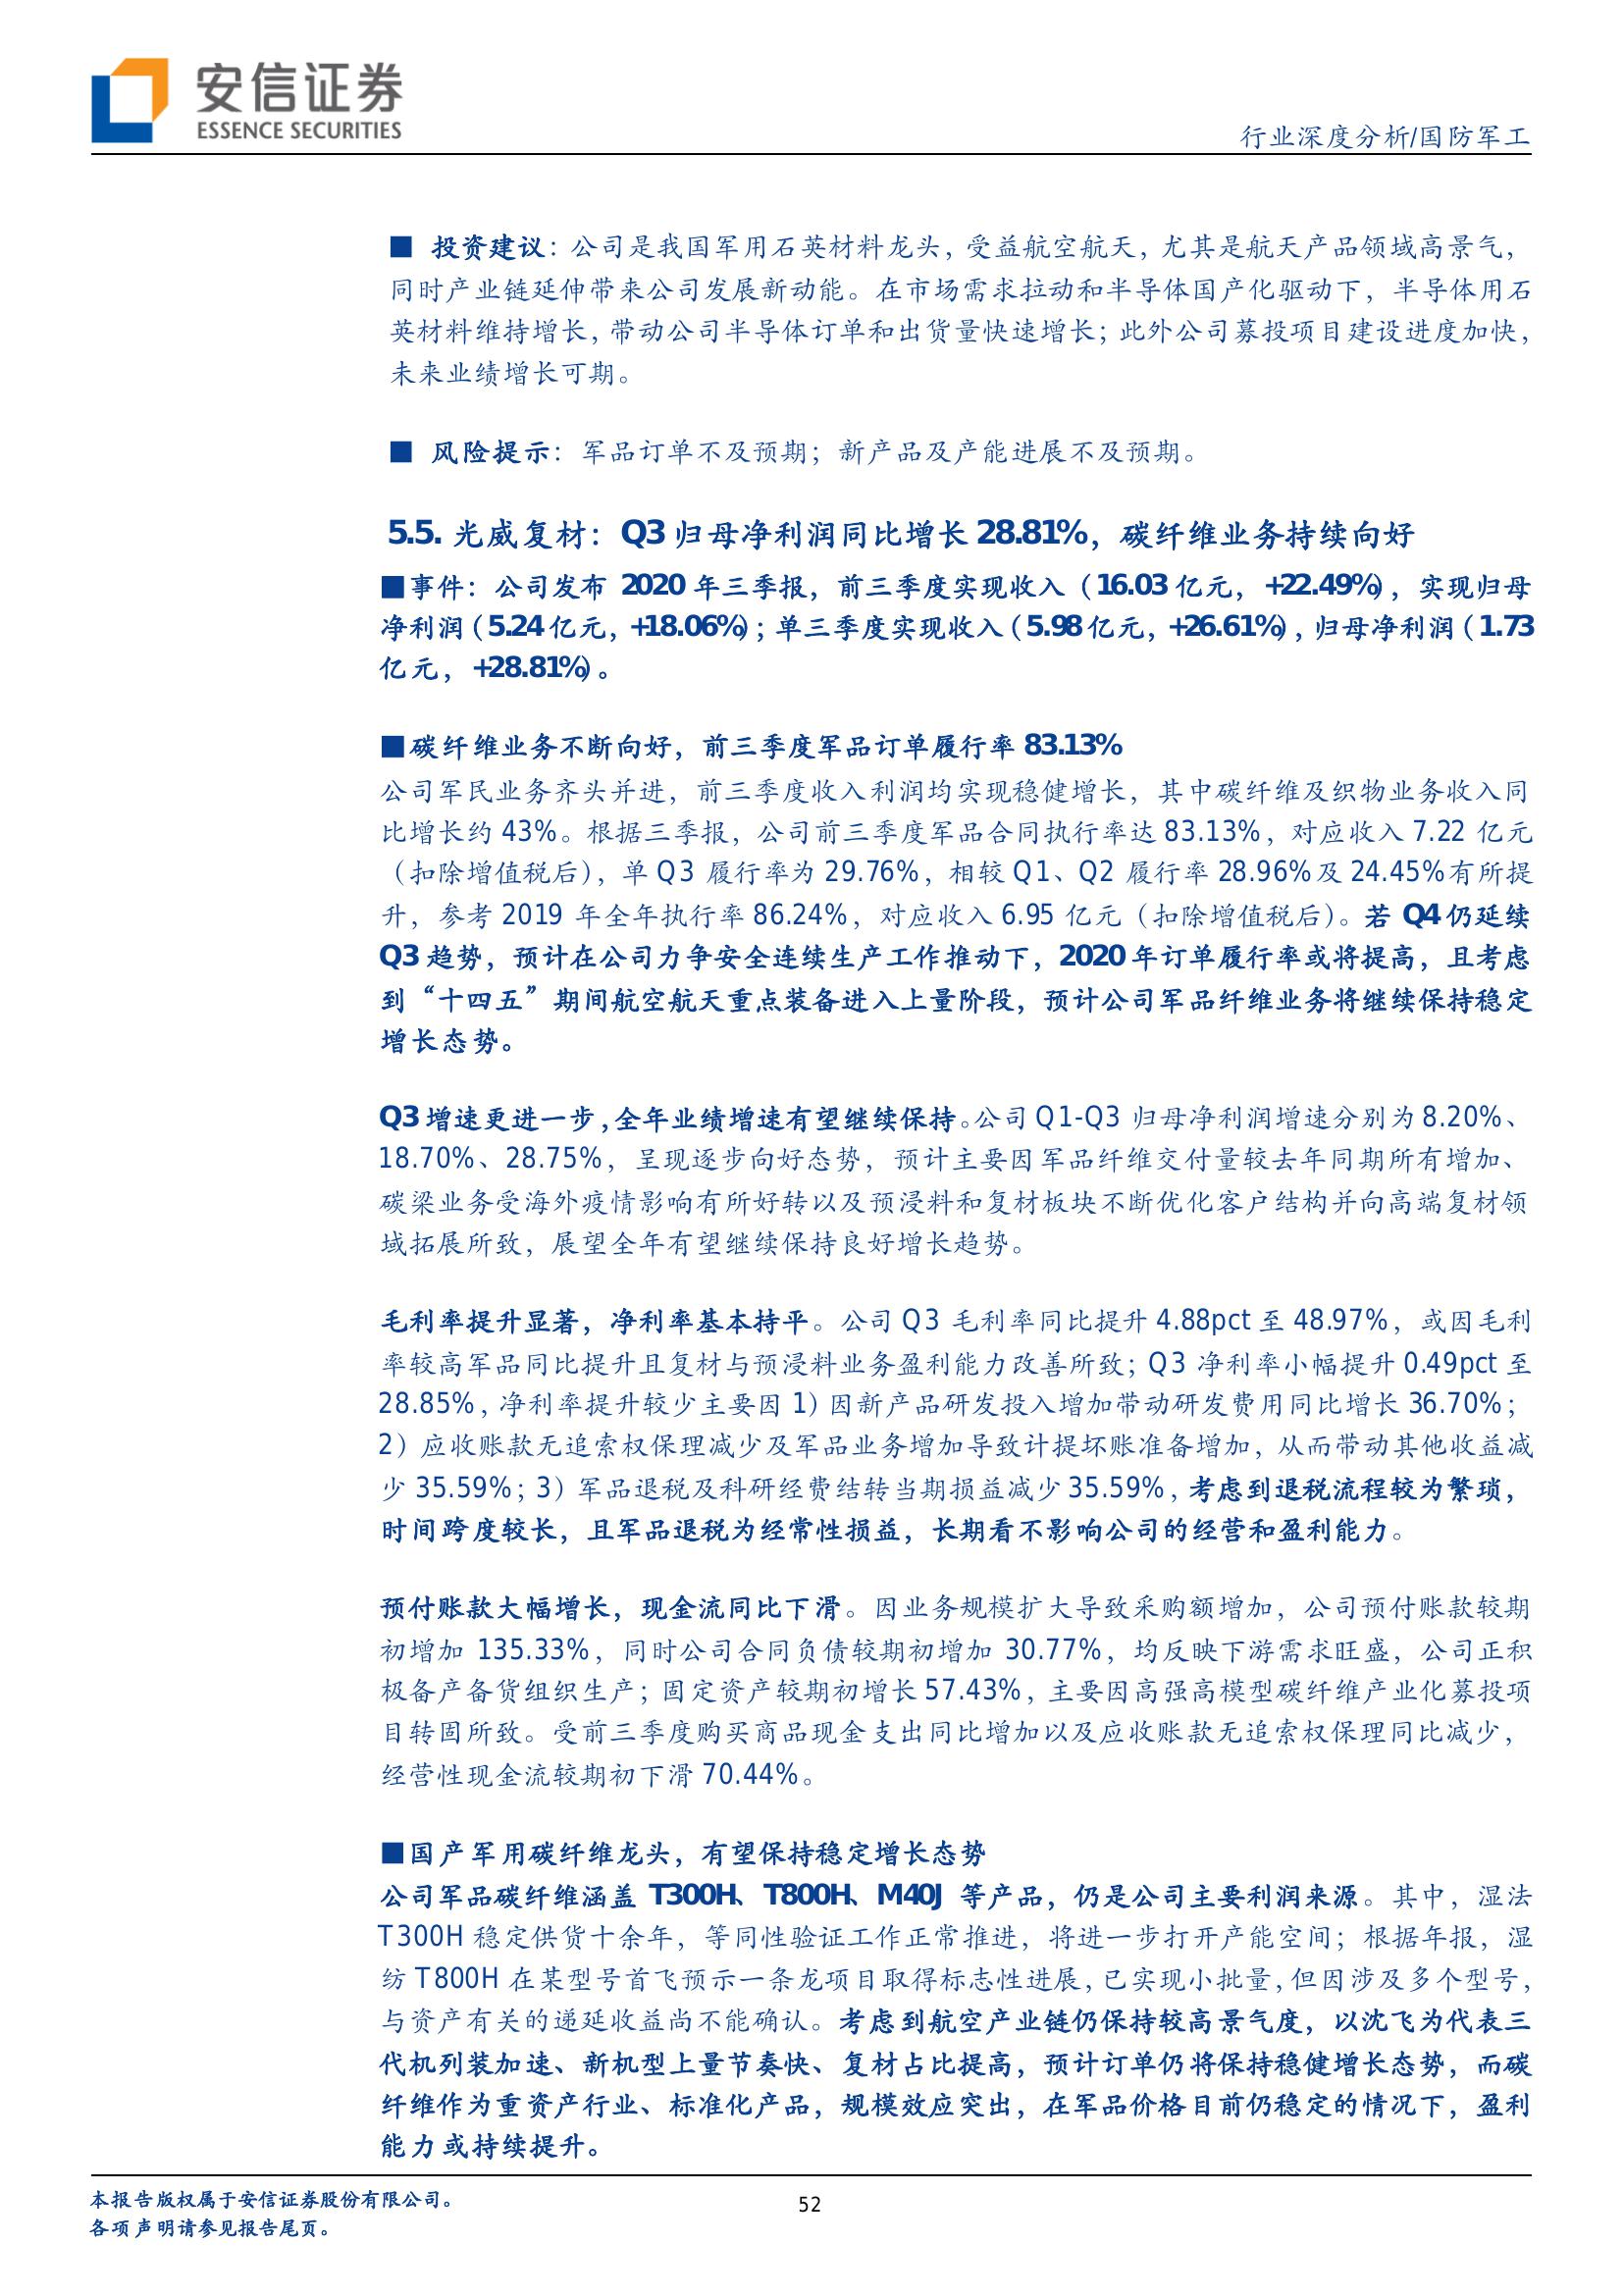 安信证券
ESSENCE SECURITIES
行业深度分析/国防军工
■ 投资建议：公司是我国军用石英材料龙头，受益航空航天，尤其是航天产品领域高景气，
同时产业链延伸带来公司发展新动能。在市场需求拉动和半导体国产化驱动下，半导体用石
英材料维持增长，带动公司半导体订单和出货量快速增长；此外公司募投项目建设进度加快，
未来业绩增长可期。
■ 风险提示：军品订单不及预期；新产品及产能进展不及预期。
5.5. 光威复材：Q3 归母净利润同比增长 28.81%，碳纤维业务持续向好
■事件：公司发布 2020 年三季报，前三季度实现收入（16.03 亿元，+22.49%），实现归母
净利润（5.24 亿元，+18.06%）；单三季度实现收入（5.98 亿元，+26.61%），归母净利润（1.73
亿元，+28.81%）。
■碳纤维业务不断向好，前三季度军品订单履行率 83.13%
公司军民业务齐头并进，前三季度收入利润均实现稳健增长，其中碳纤维及织物业务收入同
比增长约 43%。根据三季报，公司前三季度军品合同执行率达 83.13%，对应收入 7.22 亿元
（扣除增值税后），单 Q3 履行率为 29.76%，相较 Q1、Q2 履行率 28.96%及 24.45%有所提
升，参考 2019 年全年执行率 86.24%，对应收入 6.95 亿元（扣除增值税后）。若 Q4 仍延续
Q3 趋势，预计在公司力争安全连续生产工作推动下，2020 年订单履行率或将提高，且考虑
到“十四五”期间航空航天重点装备进入上量阶段，预计公司军品纤维业务将继续保持稳定
增长态势。
Q3 增速更进一步，全年业绩增速有望继续保持。公司 Q1-Q3 归母净利润增速分别为 8.20%、
18.70%、28.75%，呈现逐步向好态势，预计主要因军品纤维交付量较去年同期所有增加、
碳梁业务受海外疫情影响有所好转以及预浸料和复材板块不断优化客户结构并向高端复材领
域拓展所致，展望全年有望继续保持良好增长趋势。
毛利率提升显著，净利率基本持平。公司 Q3 毛利率同比提升 4.88pct 至 48.97%，或因毛利
率较高军品同比提升且复材与预浸料业务盈利能力改善所致；Q3 净利率小幅提升 0.49pct 至
28.85%，净利率提升较少主要因 1）因新产品研发投入增加带动研发费用同比增长 36.70%；
2）应收账款无追索权保理减少及军品业务增加导致计提坏账准备增加，从而带动其他收益减
少 35.59%；3）军品退税及科研经费结转当期损益减少 35.59%，考虑到退税流程较为繁琐，
时间跨度较长，且军品退税为经常性损益，长期看不影响公司的经营和盈利能力。
预付账款大幅增长，现金流同比下滑。因业务规模扩大导致采购额增加，公司预付账款较期
初增加 135.33%，同时公司合同负债较期初增加 30.77%，均反映下游需求旺盛，公司正积
极备产备货组织生产；固定资产较期初增长 57.43%，主要因高强高模型碳纤维产业化募投项
目转固所致。受前三季度购买商品现金支出同比增加以及应收账款无追索权保理同比减少，
经营性现金流较期初下滑 70.44%。
■国产军用碳纤维龙头，有望保持稳定增长态势
公司军品碳纤维涵盖 T300H、T800H、M40J 等产品，仍是公司主要利润来源。其中，湿法
T300H 稳定供货十余年，等同性验证工作正常推进，将进一步打开产能空间；根据年报，湿
纺 T800H 在某型号首飞预示一条龙项目取得标志性进展，已实现小批量，但因涉及多个型号，
与资产有关的递延收益尚不能确认。考虑到航空产业链仍保持较高景气度，以沈飞为代表三
代机列装加速、新机型上量节奏快、复材占比提高，预计订单仍将保持稳健增长态势，而碳
纤维作为重资产行业、标准化产品，规模效应突出，在军品价格目前仍稳定的情况下，盈利
能力或持续提升。
本报告版权属于安信证券股份有限公司。
各项声明请参见报告尾页。
52